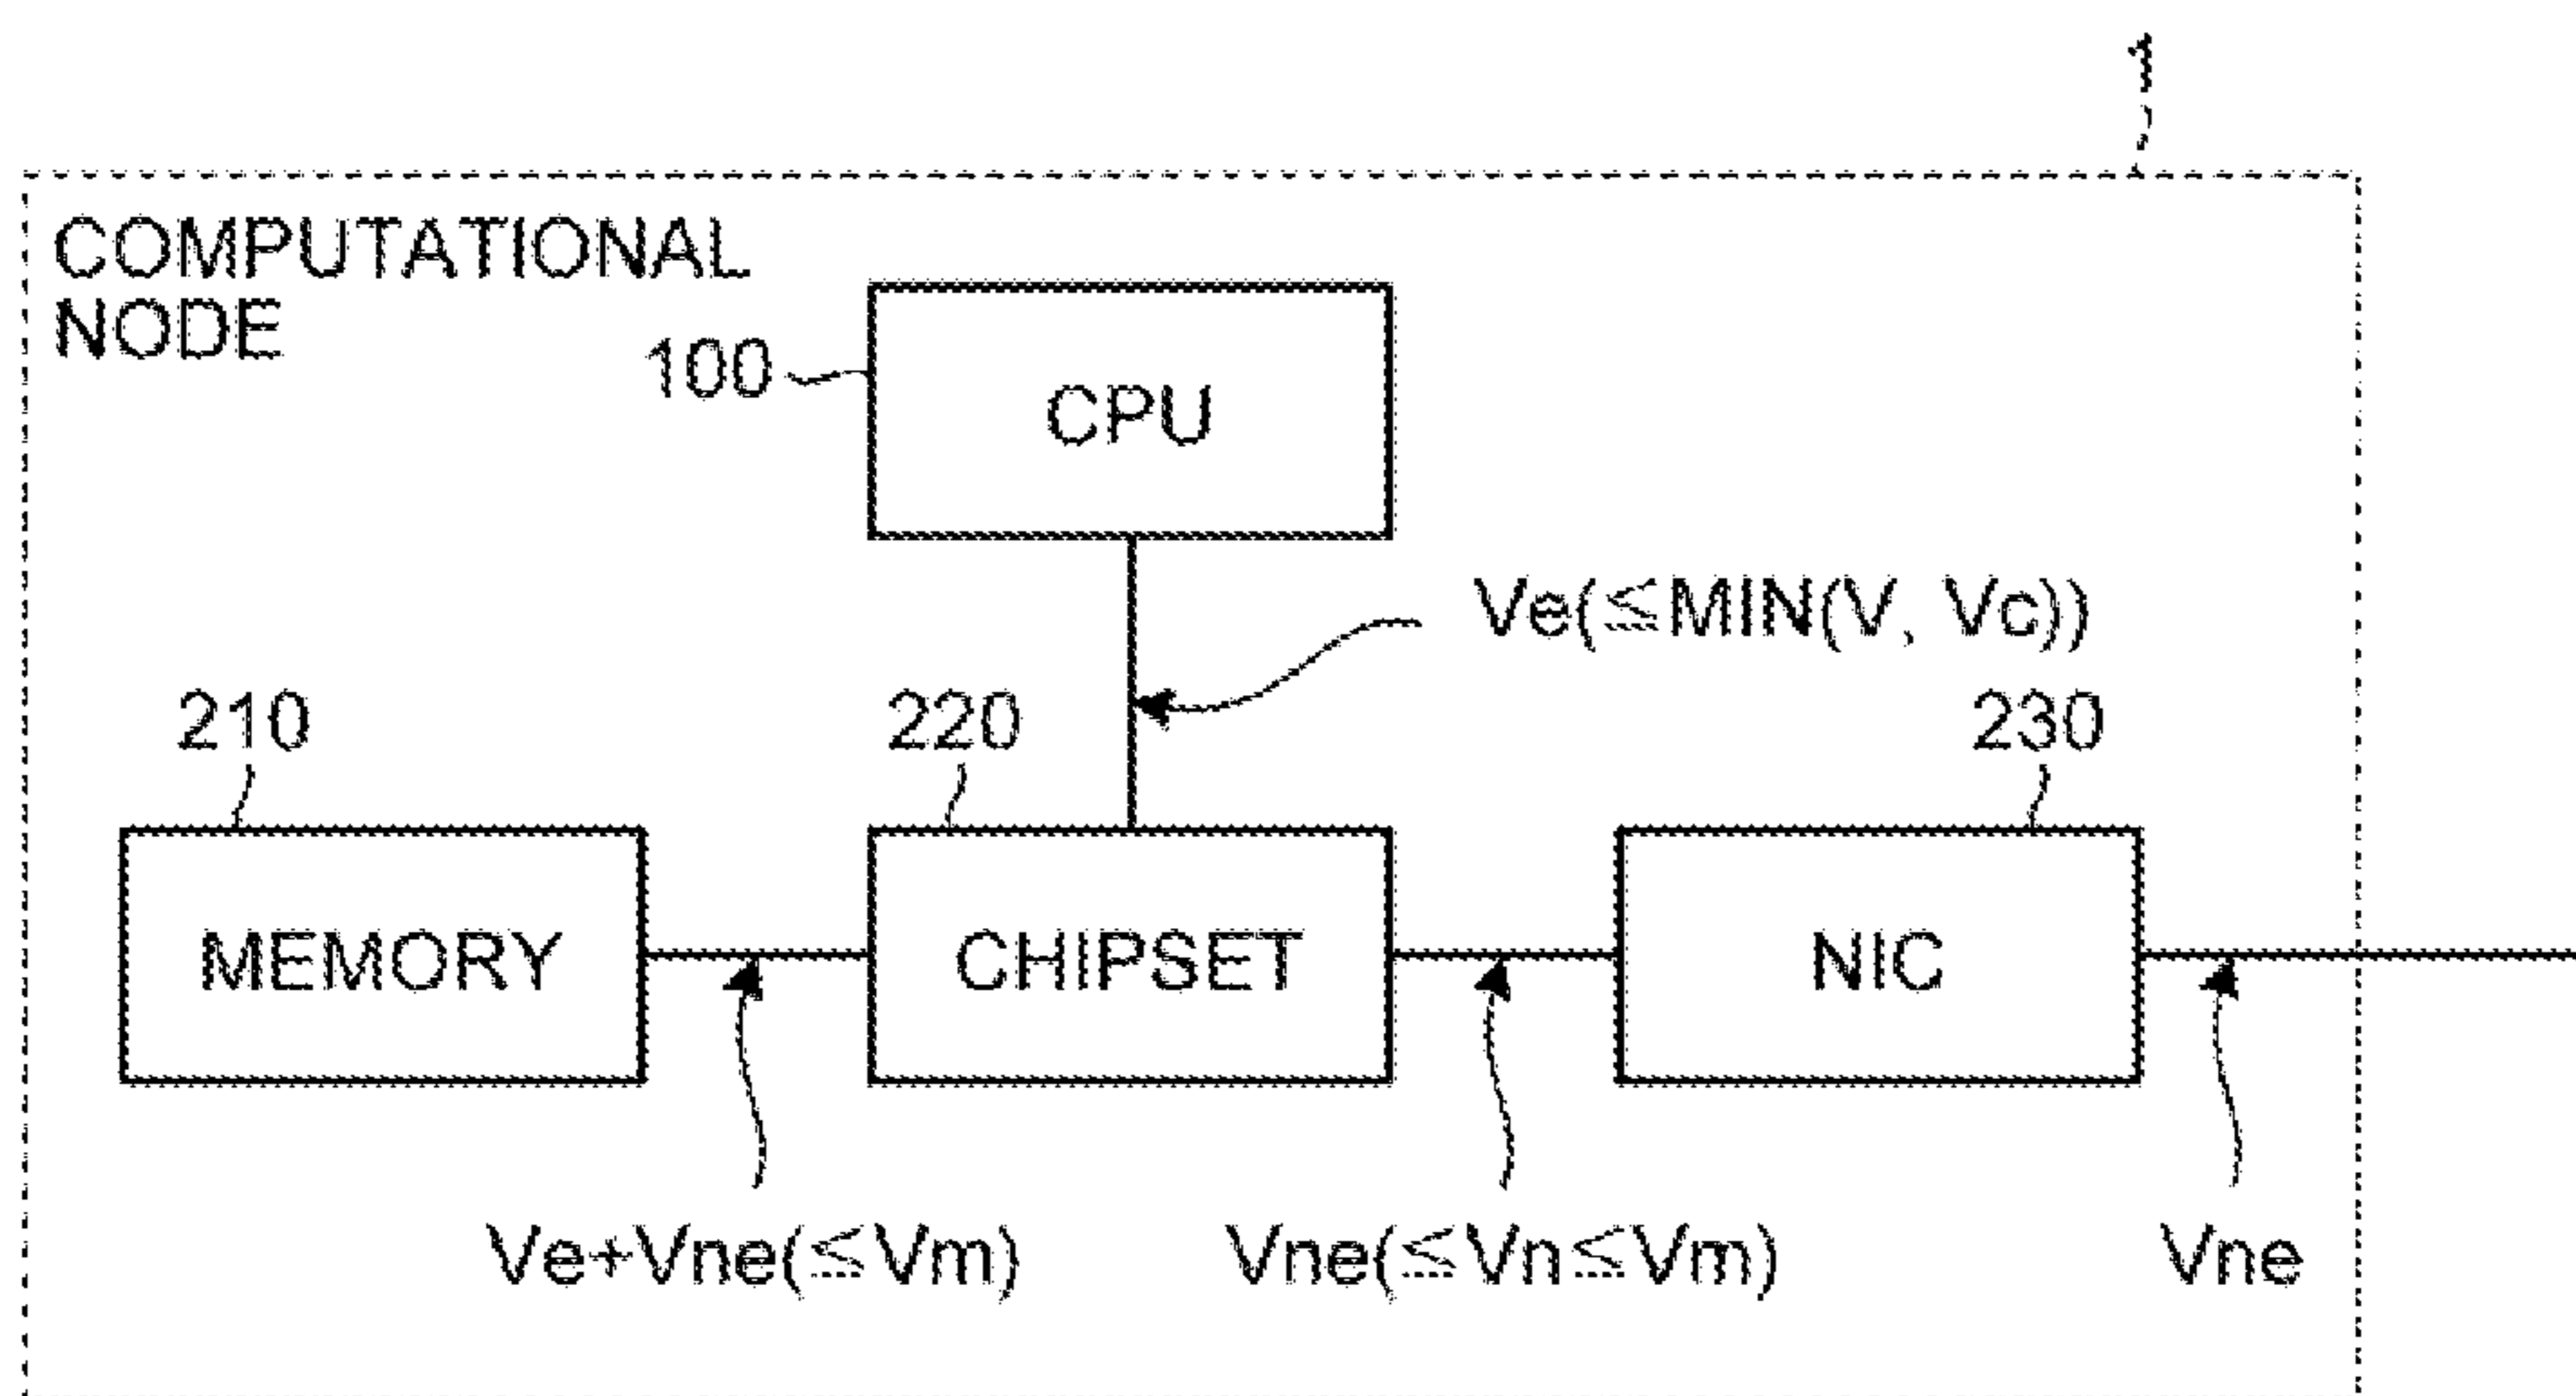 1
COMPUTATIONAL
NODE
100
CPU
Ve(≦MIN(V, Vc))
210
220
230
MEMORY
CHIPSET
NIC
Ve+Vne(≦Vm)
Vne(≦Vn≦Vm)
Vne